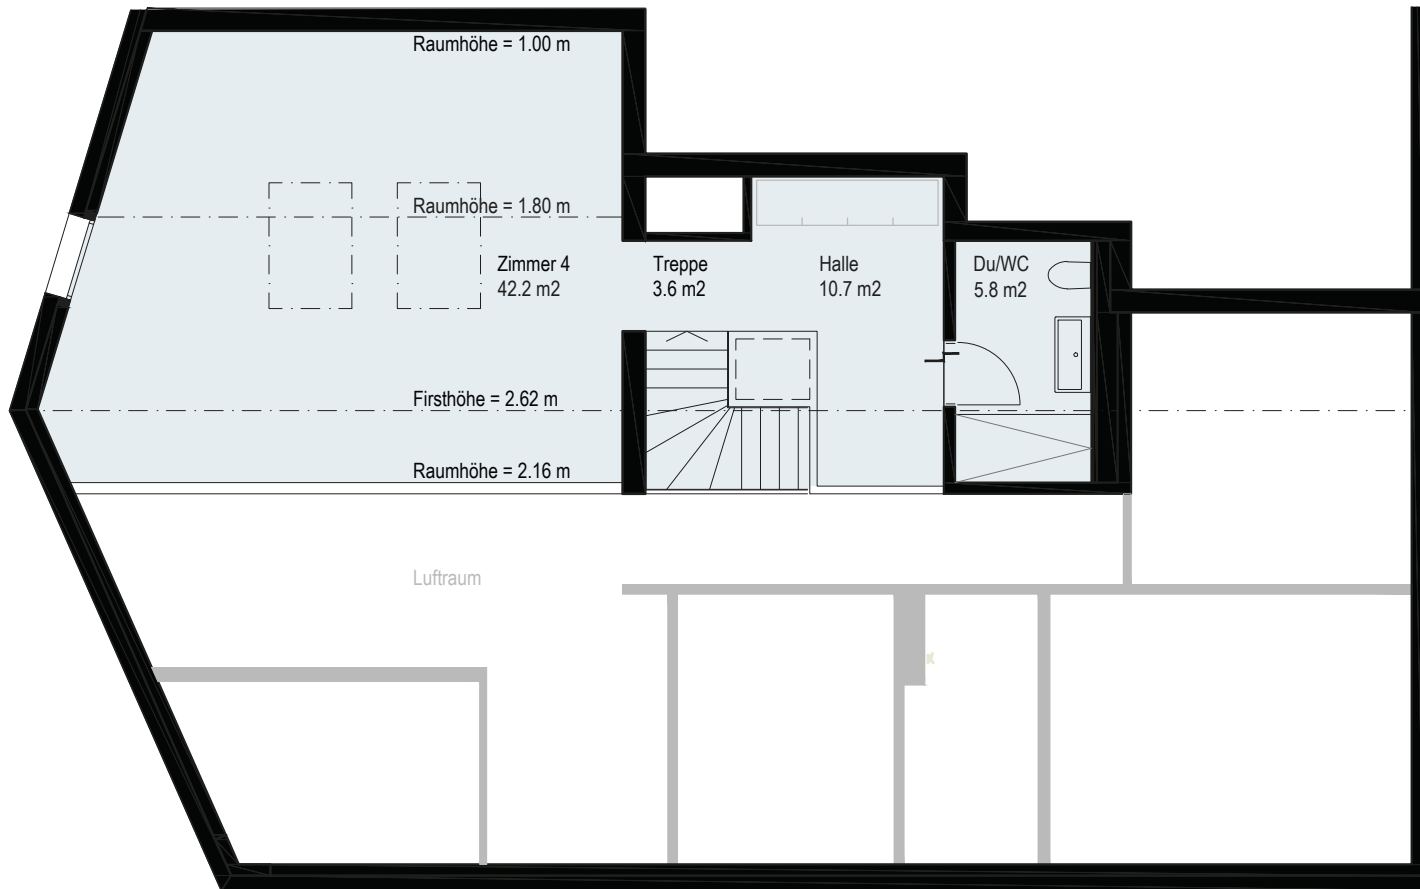 Raumhöhe = 1.00 m
Raumhöhe = 1.80 m
Zimmer 4
42.2 m2
Treppe
3.6 m2
Halle
10.7 m2
Du/WC
5.8 m2
Firsthöhe = 2.62 m
Raumhöhe = 2.16 m
Luftraum